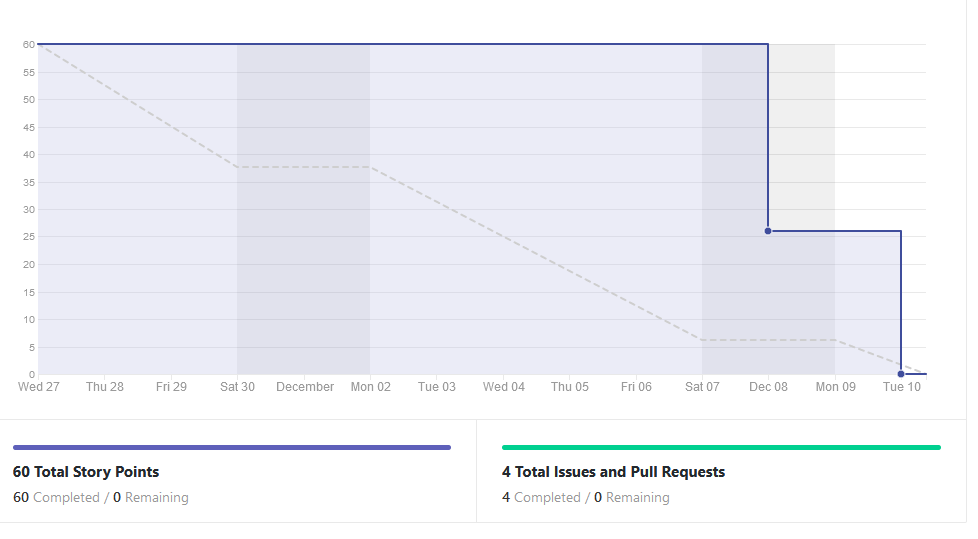 60
55
50
45
40
35
30
25
20
15
10
5
0
Wed 27 Thu 28 Fri 29 Sat 30 December Mon 02 Tue 03 Wed 04 Thu 05 Fri 06 Sat 07 Dec 08 Mon 09 Tue 10
60 Total Story Points
60 Completed / 0 Remaining
4 Total Issues and Pull Requests
4 Completed / 0 Remaining